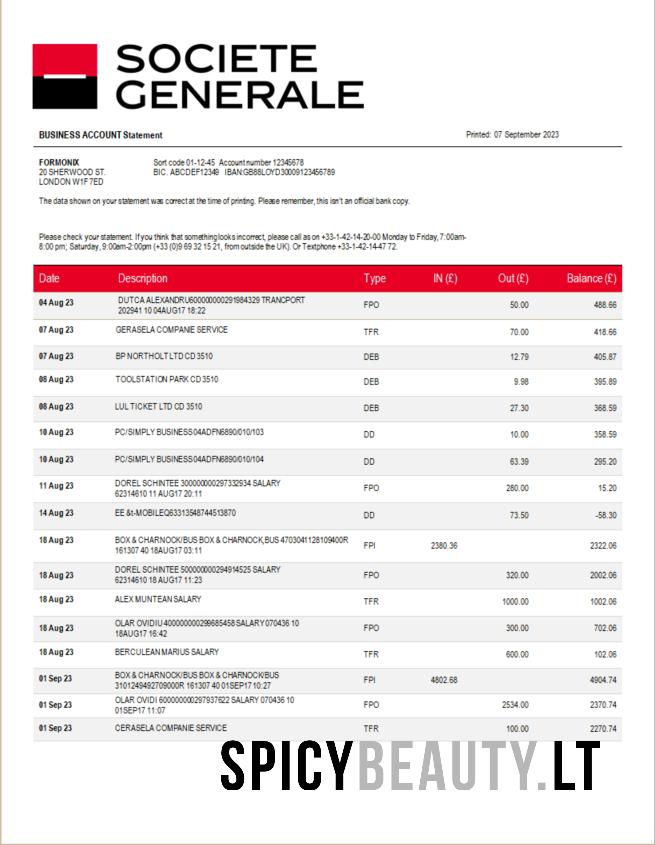 SOCIETE
GENERALE
BUSINESS ACCOUNT Statement Printed: 07 September 2023
FORMONIX Sort code 01-12-45 Account number 12345678
20 SHERWOOD ST. BIC. ABCDEF12349 IBAN:GB88LOYD30009123456789
LONDON W1F 7ED
The data shown on your statement was correct at the time of printing. Please remember, this isn't an official bank copy.
Please check your statement. If you think that something looks incorrect, please call as on +33-1-42-14-20-00 Monday to Friday, 7:00am-
8:00 pm; Saturday, 9:00am-2:00pm (+33 (0)9 69 32 15 21, from outside the UK). Or Textphone +33-1-42-14-47 72.
Date Description Type IN (£) Out (£) Balance (£)
04 Aug 23 DUTCA ALEXANDRU600000000291984329 TRANCPORT
202941 10 04AUG17 18:22 FPO 50.00 488.66
07 Aug 23 GERASELA COMPANIE SERVICE TFR 70.00 418.66
07 Aug 23 BP NORTHOLT LTD CD 3510 DEB 12.79 405.87
08 Aug 23 TOOLSTATION PARK CD 3510 DEB 9.98 395.89
08 Aug 23 LUL TICKET LTD CD 3510 DEB 27.30 368.59
10 Aug 23 PC/SIMPLY BUSINESS04ADFN6890/010/103 DD 10.00 358.59
10 Aug 23 PC/SIMPLY BUSINESS04ADFN6890/010/104 DD 63.39 295.20
11 Aug 23 DOREL SCHINTEE 300000000297332934 SALARY
62314610 11 AUG17 20:11 FPO 280.00 15.20
14 Aug 23 EE &t-MOBILEQ63313548744513870 DD 73.50 -58.30
18 Aug 23 BOX & CHARNOCK/BUS BOX & CHARNOCK,BUS 4703041128109400R
161307 40 18AUG17 03:11 FPI 2380.36 2322.06
18 Aug 23 DOREL SCHINTEE 500000000294914525 SALARY
62314610 18 AUG17 11:23 FPO 320.00 2002.06
18 Aug 23 ALEX MUNTEAN SALARY TFR 1000.00 1002.06
18 Aug 23 OLAR OVIDIU 400000000299685458 SALARY 070436 10
18AUG17 16:42 FPO 300.00 702.06
18 Aug 23 BERCULEAN MARIUS SALARY TFR 600.00 102.06
01 Sep 23 BOX & CHARNOCK/BUS BOX & CHARNOCK/BUS
3101249492709000R 161307 40 01SEP17 10:27 FPI 4802.68 4904.74
01 Sep 23 OLAR OVIDI 600000000297937622 SALARY 070436 10
01SEP17 11:07 FPO 2534.00 2370.74
01 Sep 23 CERASELA COMPANIE SERVICE TFR 100.00 2270.74
SPICYBEAUTY.LT